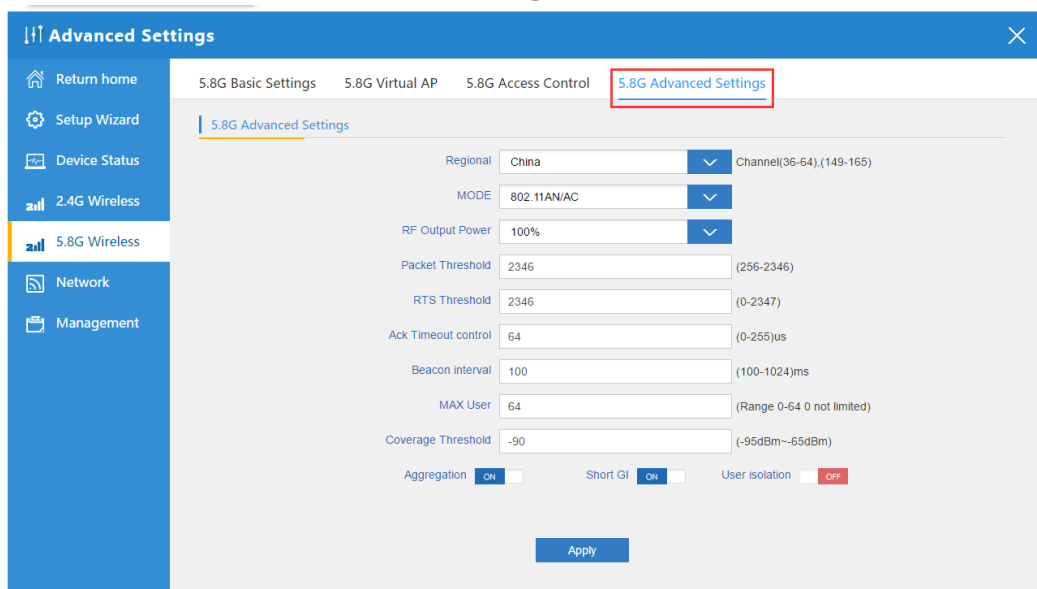 Advanced Settings
Return home
Setup Wizard
Device Status
2.4G Wireless
5.8G Wireless
Network
Management
5.8G Basic Settings 5.8G Virtual AP 5.8G Access Control 5.8G Advanced Settings
5.8G Advanced Settings
Regional China Channel(36-64),(149-165)
MODE 802.11AN/AC
RF Output Power 100%
Packet Threshold 2346 (256-2346)
RTS Threshold 2346 (0-2347)
Ack Timeout control 64 (0-255)us
Beacon interval 100 (100-1024)ms
MAX User 64 (Range 0-64 0 not limited)
Coverage Threshold -90 (-95dBm~-65dBm)
Aggregation ON Short GI ON User isolation OFF
Apply